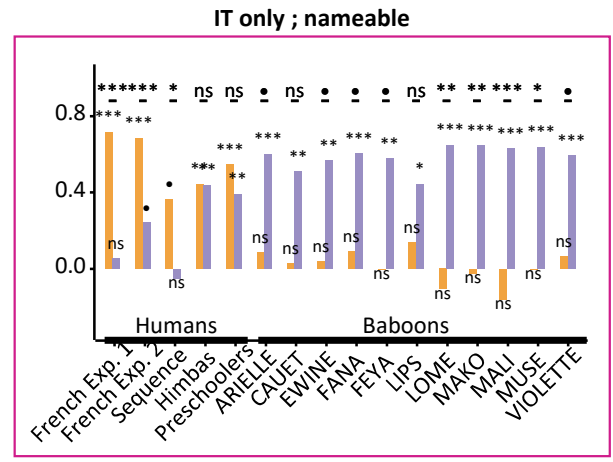 IT only ; nameable
*** *** * ns ns • ns • • • ns ** ** *** * •
0.8
*** *** *** *** *** *** *** *** *** ***
** ** ** ** ** ** *
0.4
• •
ns ns ns ns ns ns ns ns ns ns ns ns ns
0.0
Humans Baboons
French Exp. 1
French Exp. 2
Sequence
Himbas
Preschoolers
ARIELLE
CAUET
EWINE
FANA
FEYA
LIPS
LOME
MAKO
MALI
MUSE
VIOLETTE